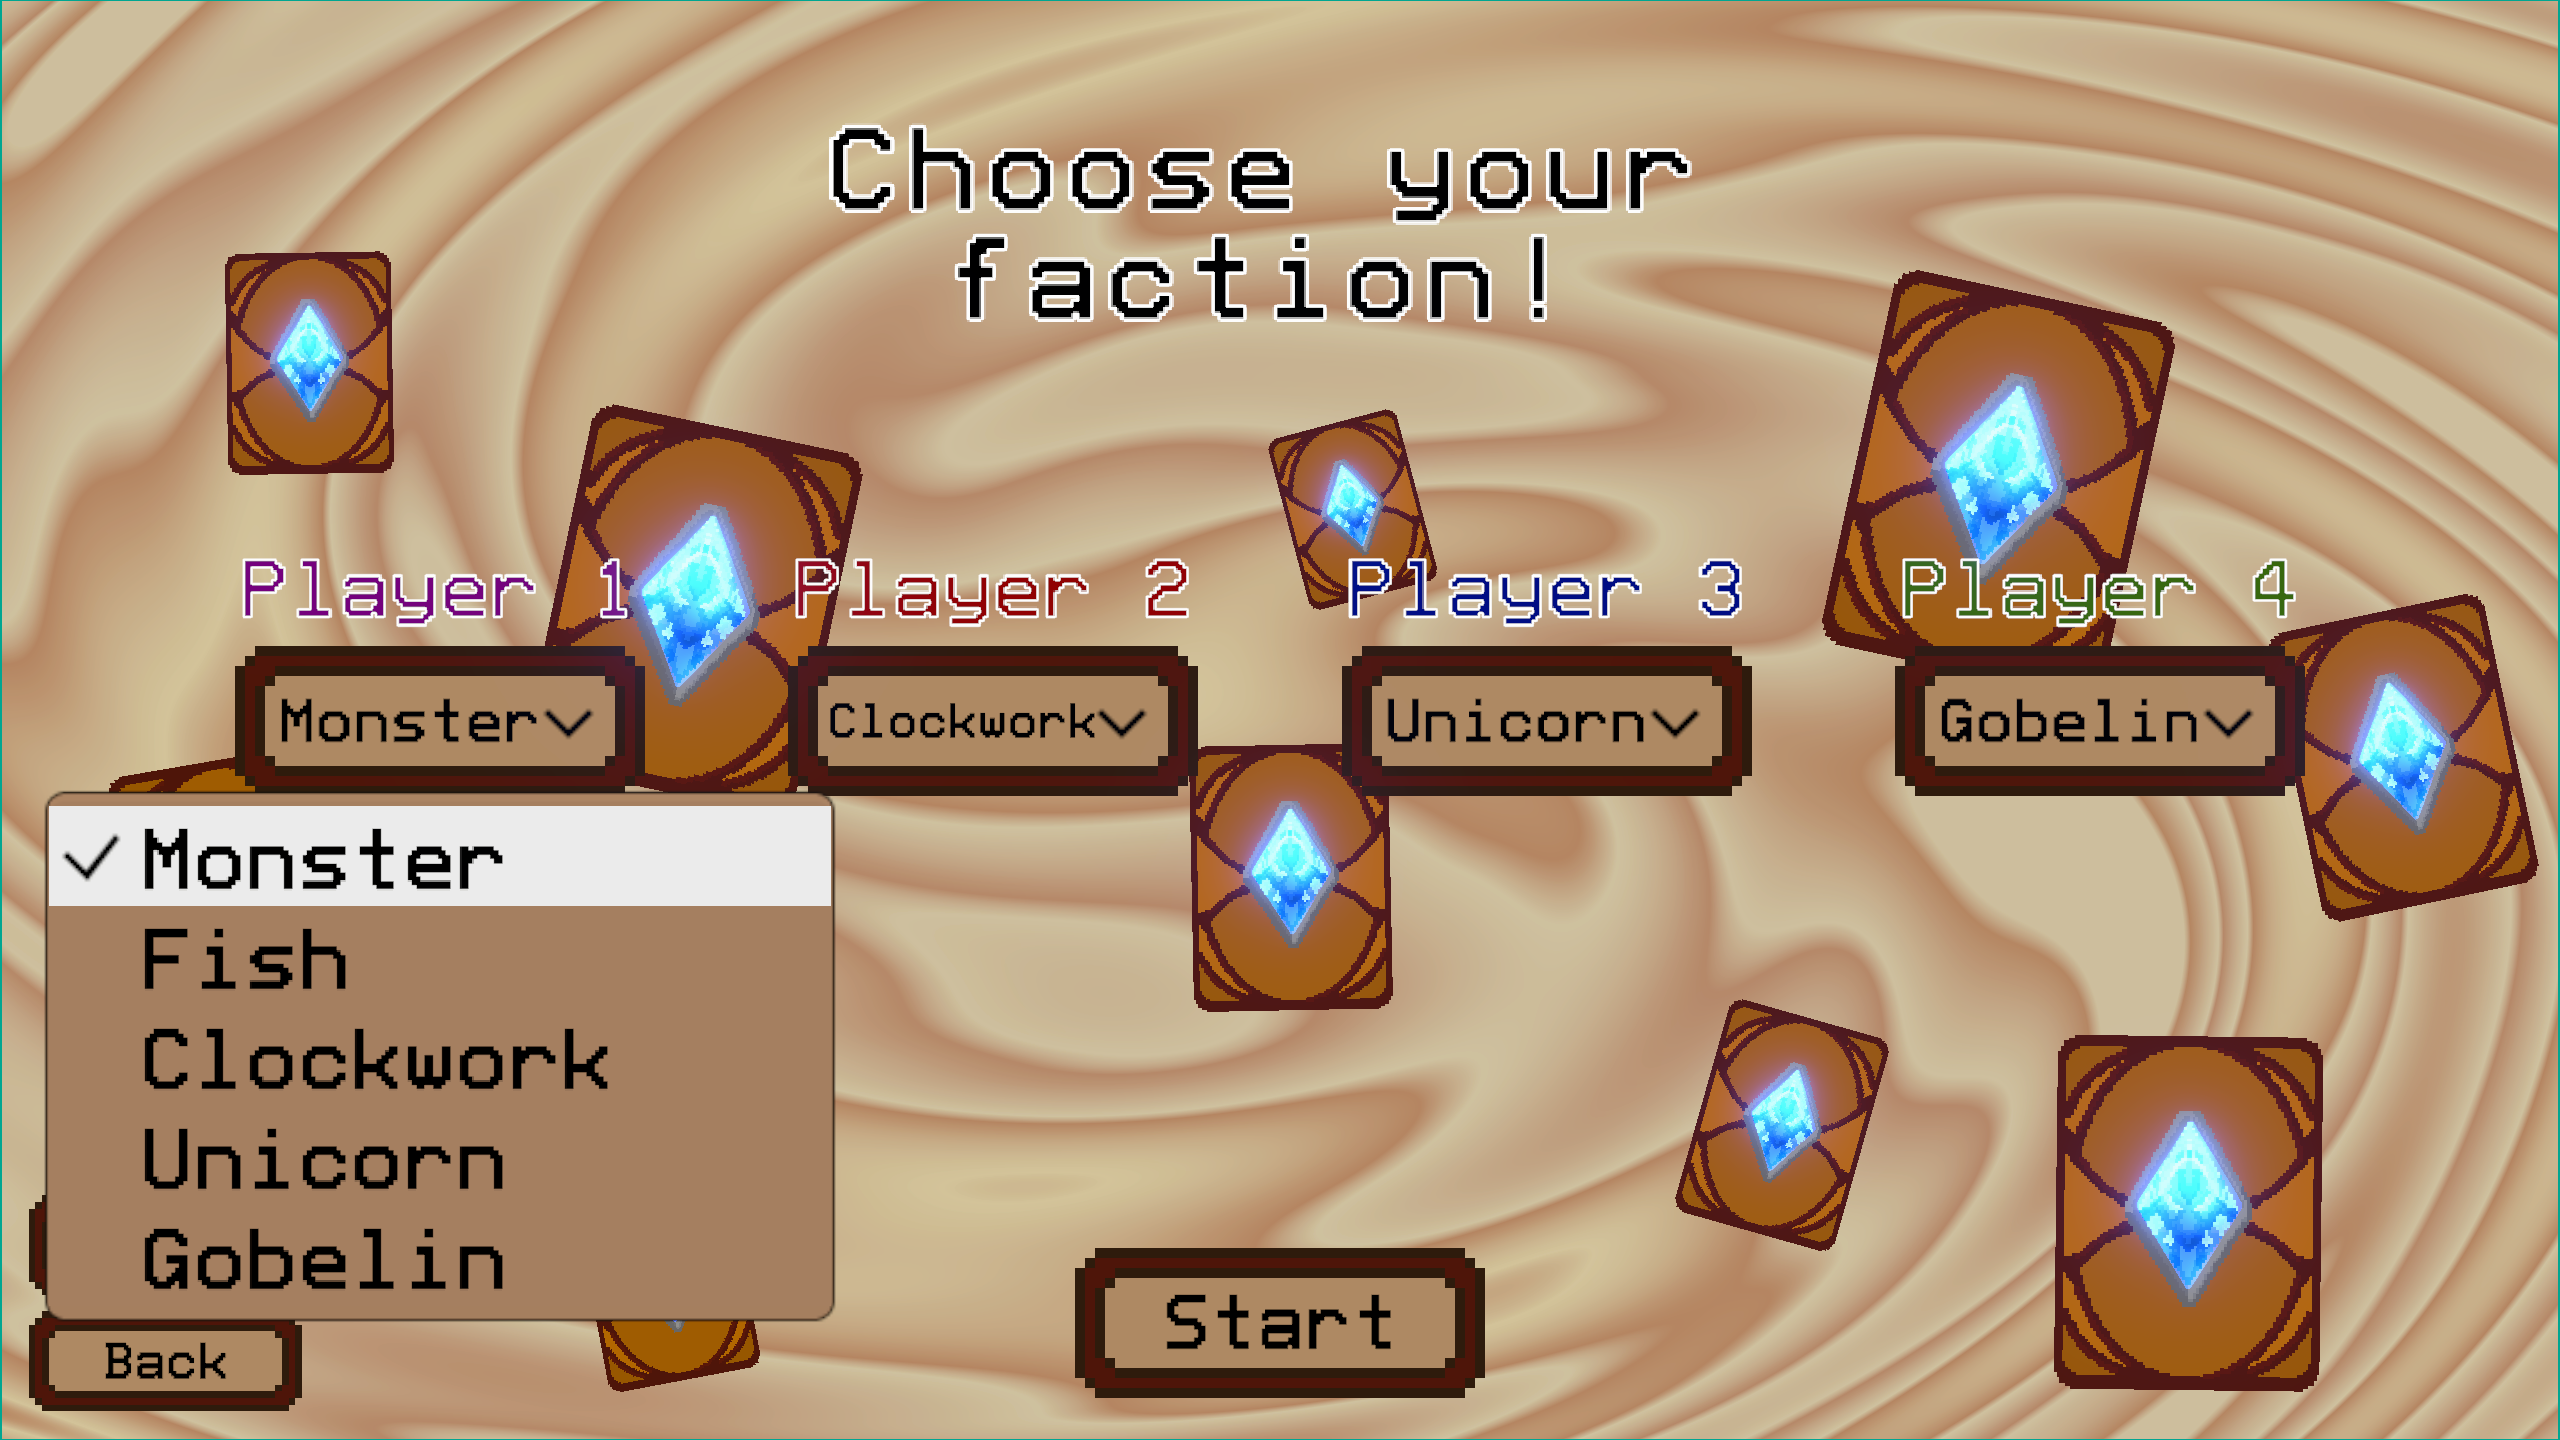 Choose your
faction!
Player 1
Player 2
Player 3
Player 4
Monster
Clockwork
Unicorn
Gobelin
Monster
Fish
Clockwork
Unicorn
Gobelin
Start
Back